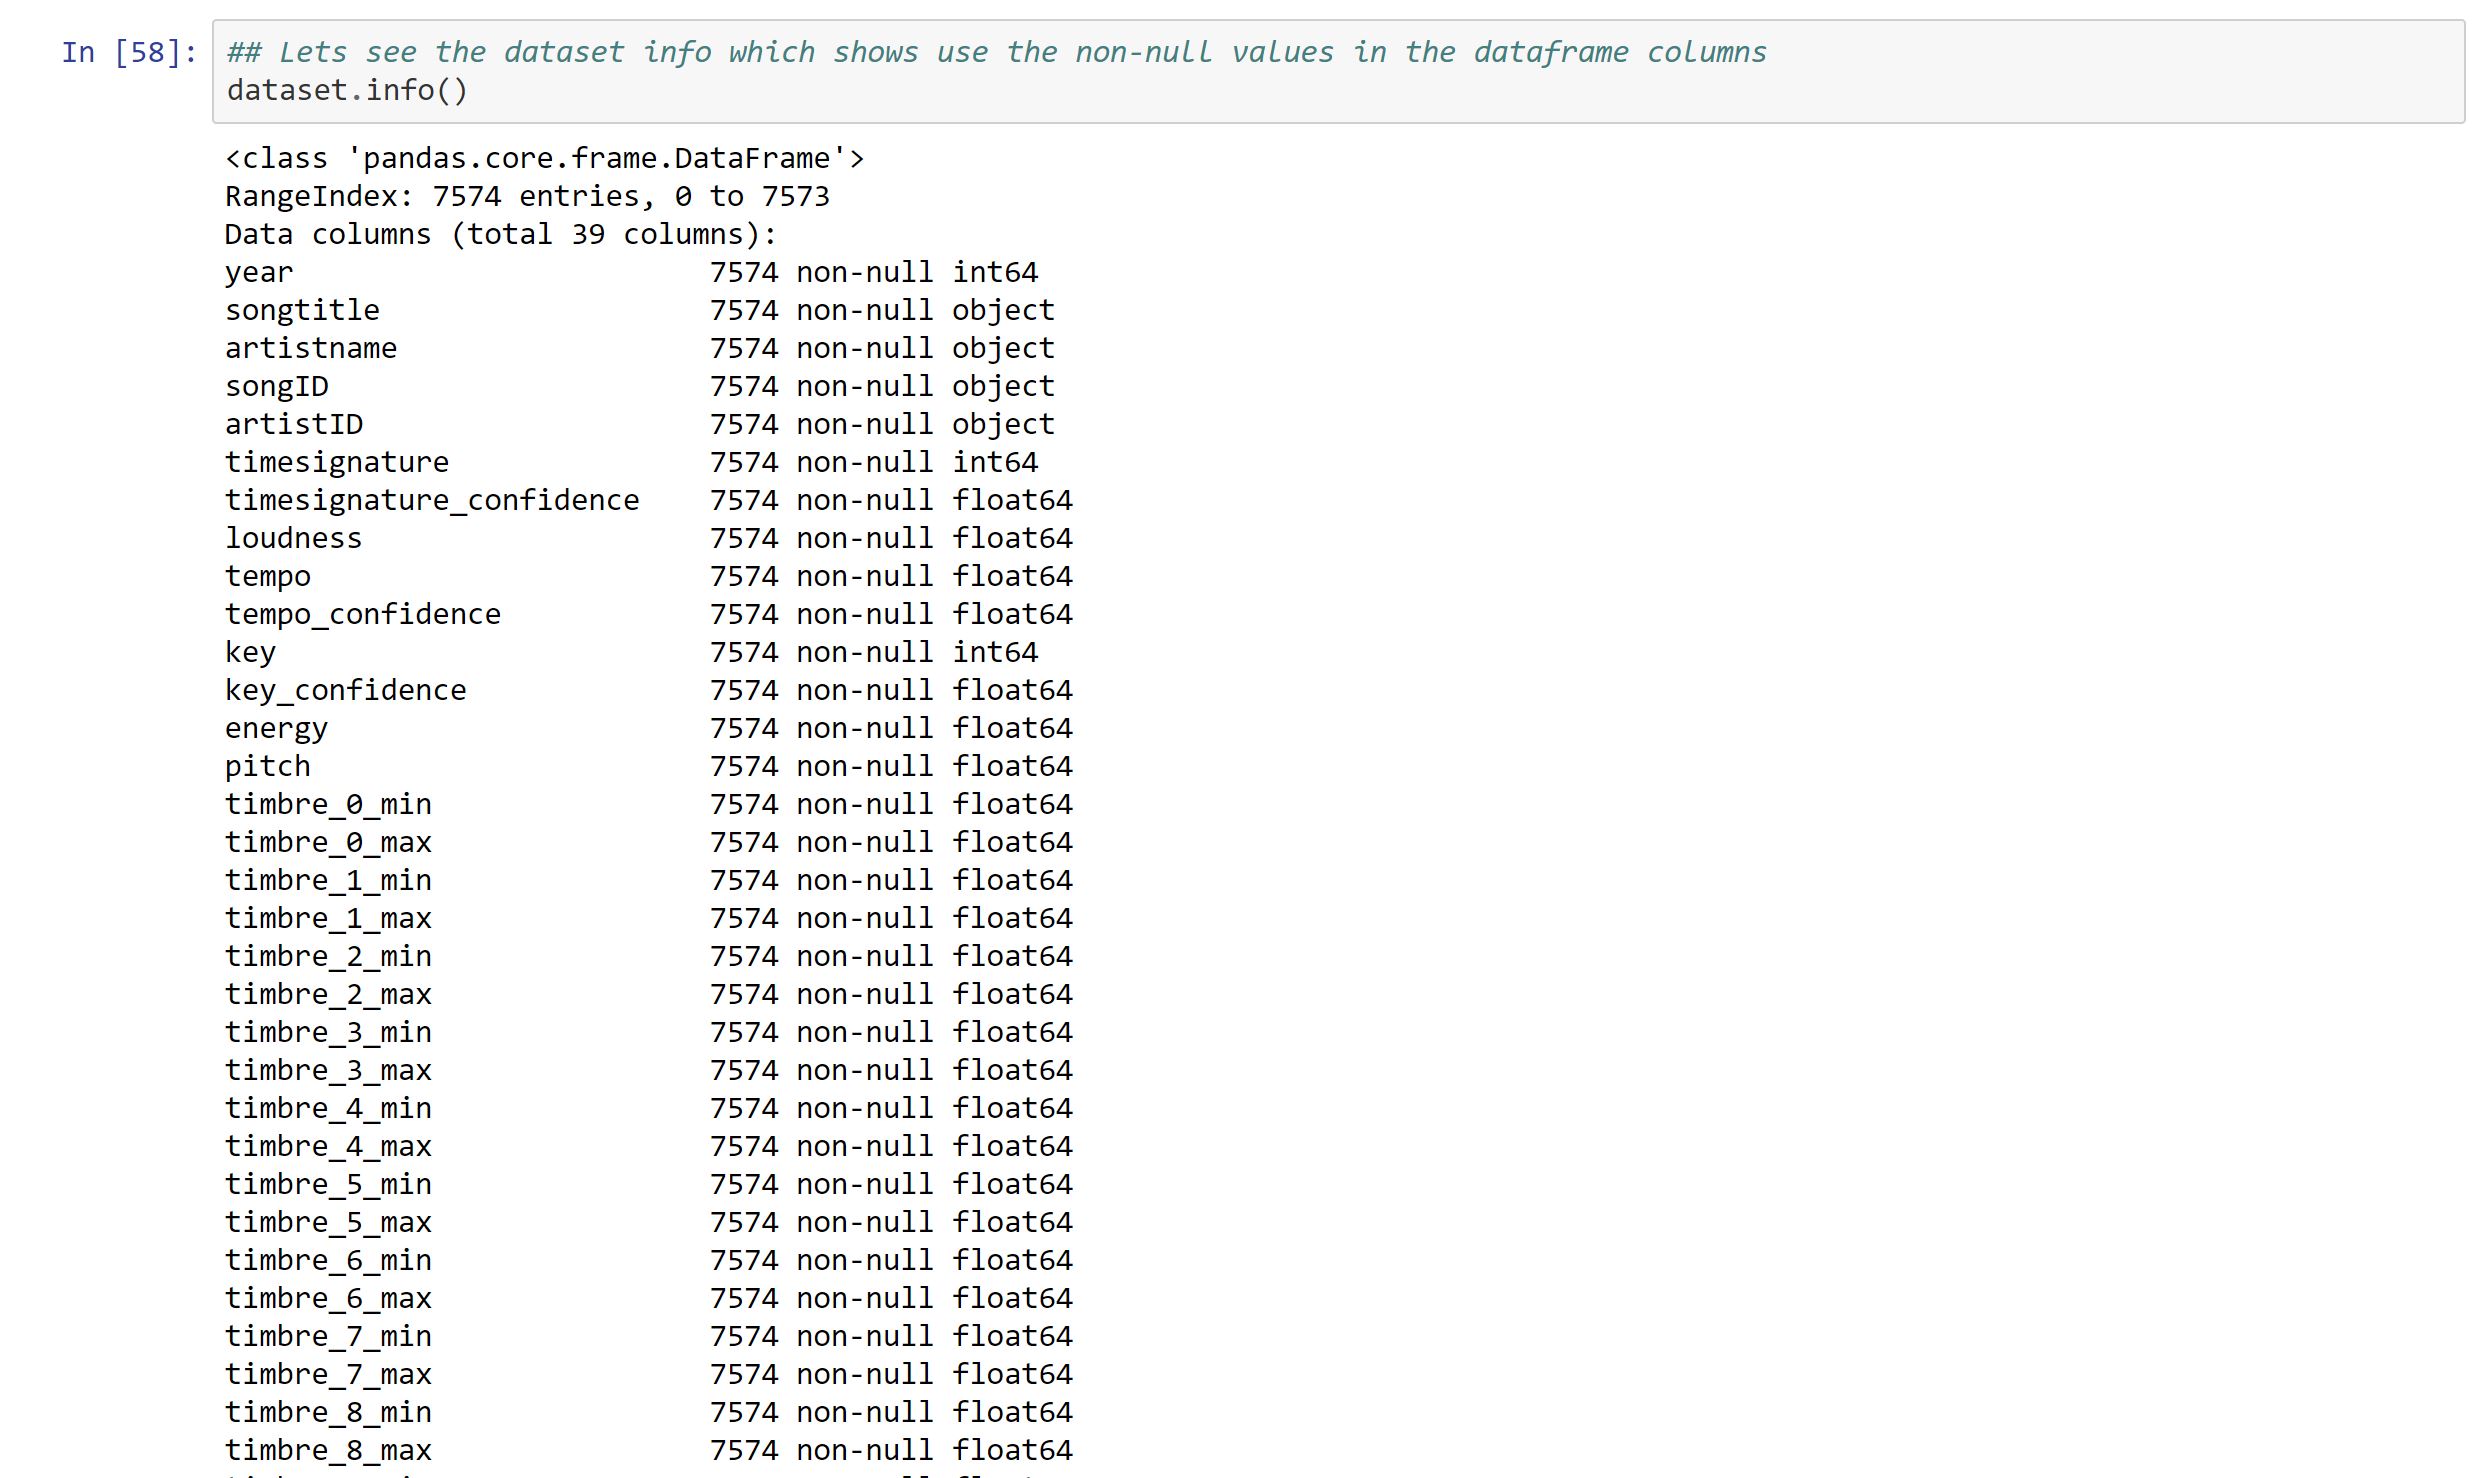 In [58]: ## Lets see the dataset info which shows use the non-null values in the dataframe columns
dataset.info()
<class 'pandas.core.frame.DataFrame'>
RangeIndex: 7574 entries, 0 to 7573
Data columns (total 39 columns):
year 7574 non-null int64
songtitle 7574 non-null object
artistname 7574 non-null object
songID 7574 non-null object
artistID 7574 non-null object
timesignature 7574 non-null int64
timesignature_confidence 7574 non-null float64
loudness 7574 non-null float64
tempo 7574 non-null float64
tempo_confidence 7574 non-null float64
key 7574 non-null int64
key_confidence 7574 non-null float64
energy 7574 non-null float64
pitch 7574 non-null float64
timbre_0_min 7574 non-null float64
timbre_0_max 7574 non-null float64
timbre_1_min 7574 non-null float64
timbre_1_max 7574 non-null float64
timbre_2_min 7574 non-null float64
timbre_2_max 7574 non-null float64
timbre_3_min 7574 non-null float64
timbre_3_max 7574 non-null float64
timbre_4_min 7574 non-null float64
timbre_4_max 7574 non-null float64
timbre_5_min 7574 non-null float64
timbre_5_max 7574 non-null float64
timbre_6_min 7574 non-null float64
timbre_6_max 7574 non-null float64
timbre_7_min 7574 non-null float64
timbre_7_max 7574 non-null float64
timbre_8_min 7574 non-null float64
timbre_8_max 7574 non-null float64